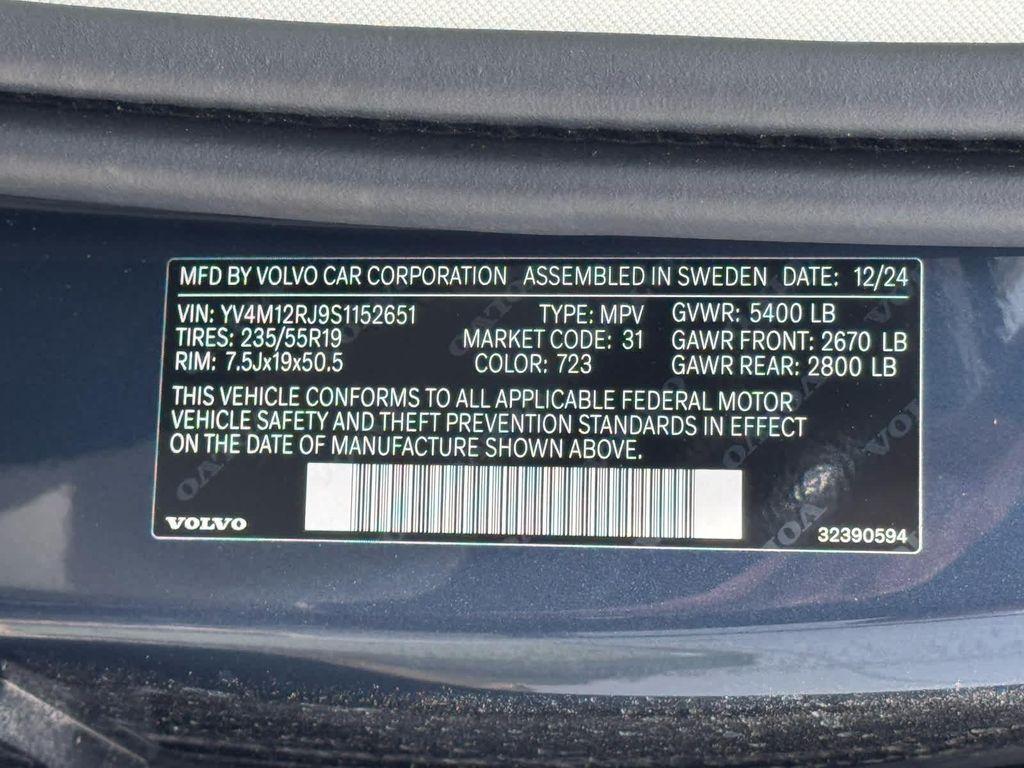 MFD BY VOLVO CAR CORPORATION ASSEMBLED IN SWEDEN DATE: 12/24
VIN: YV4M12RJ9S1152651 TYPE: MPV GVWR: 5400 LB
TIRES: 235/55R19 MARKET CODE: 31 GAWR FRONT: 2670 LB
RIM: 7.5Jx19x50.5 COLOR: 723 GAWR REAR: 2800 LB
THIS VEHICLE CONFORMS TO ALL APPLICABLE FEDERAL MOTOR
VEHICLE SAFETY AND THEFT PREVENTION STANDARDS IN EFFECT
ON THE DATE OF MANUFACTURE SHOWN ABOVE.
VOLVO 32390594